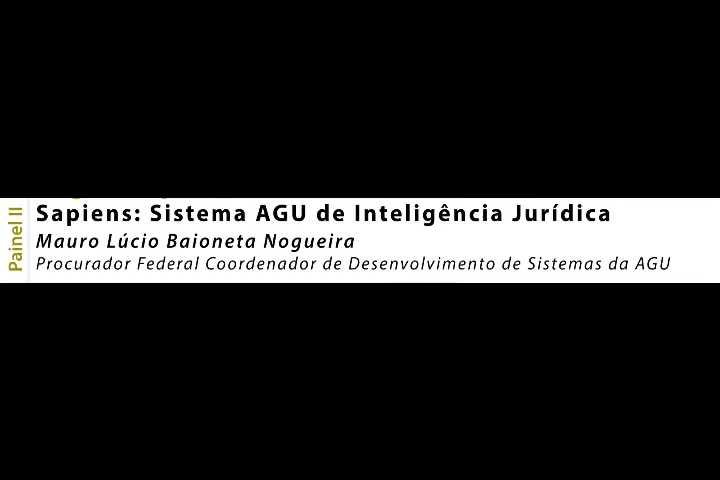 Painel II
Sapiens: Sistema AGU de Inteligência Jurídica
Mauro Lúcio Baioneta Nogueira
Procurador Federal Coordenador de Desenvolvimento de Sistemas da AGU